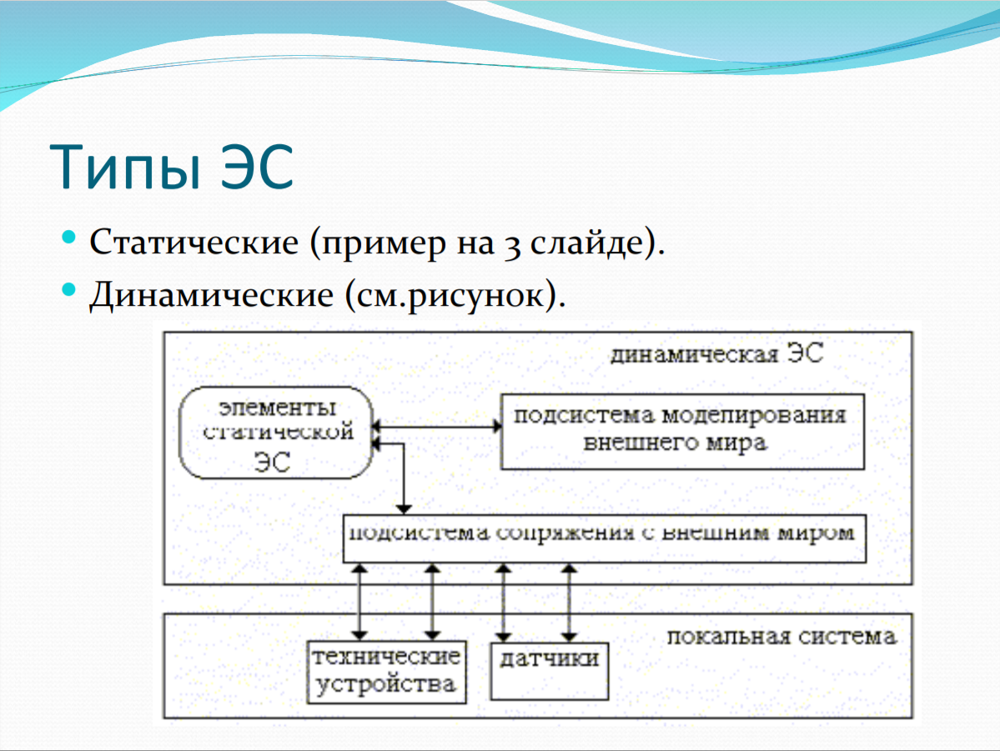 Типы ЭС
Статические (пример на 3 слайде).
Динамические (см.рисунок).
динамическая ЭС
элементы
статической
ЭС
подсистема моделирования
внешнего мира
подсистема сопряжения с внешним миром
локальная система
технические
устройства
датчики